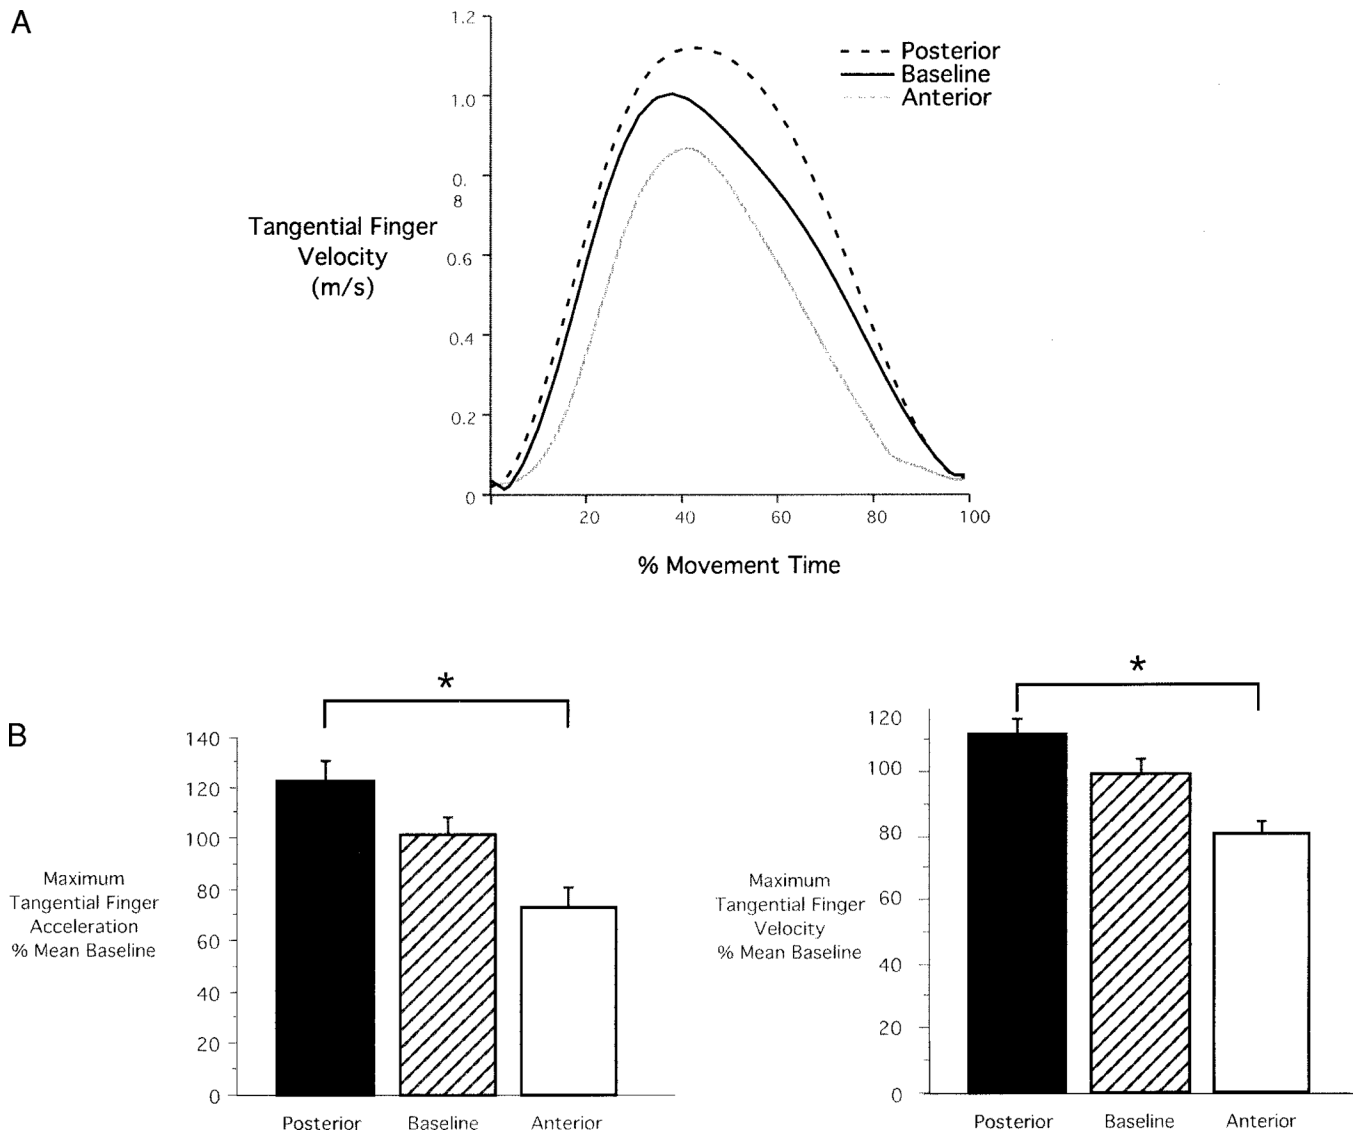 A
1.2
1.0
0.
8
0.6
0.4
0.2
0
Tangential Finger
Velocity
(m/s)
Posterior
Baseline
Anterior
20 40 60 80 100
% Movement Time
B
*
140
120
100
80
60
40
20
0
Maximum
Tangential Finger
Acceleration
% Mean Baseline
Posterior Baseline Anterior
*
120
100
80
60
40
20
0
Maximum
Tangential Finger
Velocity
% Mean Baseline
Posterior Baseline Anterior